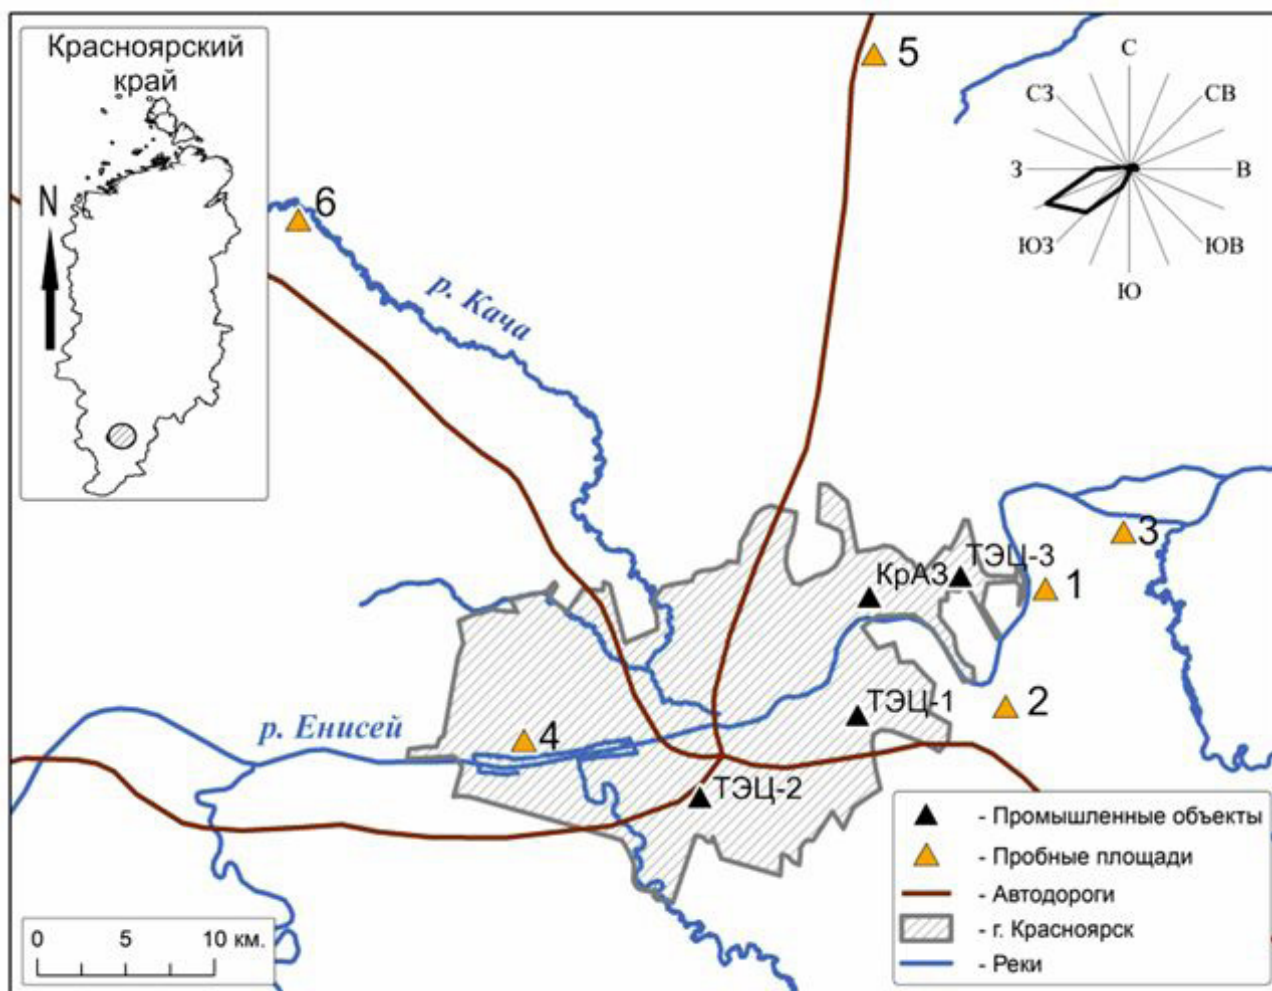 Красноярский
край
N
6
5
С
СЗ
СВ
З
В
ЮЗ
ЮВ
Ю
р. Кача
3
ТЭЦ-3
КрАЗ
1
2
ТЭЦ-1
р. Енисей
4
ТЭЦ-2
- Промышленные объекты
- Пробные площади
- Автодороги
- г. Красноярск
- Реки
0 5 10 км.